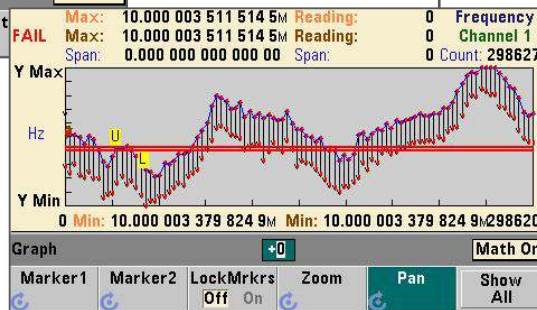 t
Max: 10.000 003 511 514 5M Reading: 0 Frequency
FAIL Max: 10.000 003 511 514 5M Reading: 0 Channel 1
Span: 0.000 000 000 000 00 Span: 0 Count: 298627
Y Max
U
Hz
L
Y Min
0 Min: 10.000 003 379 824 9M Min: 10.000 003 379 824 9M 298620
Graph +0 Math On
Marker1 Marker2 LockMrkrs Zoom Pan Show
Off On All